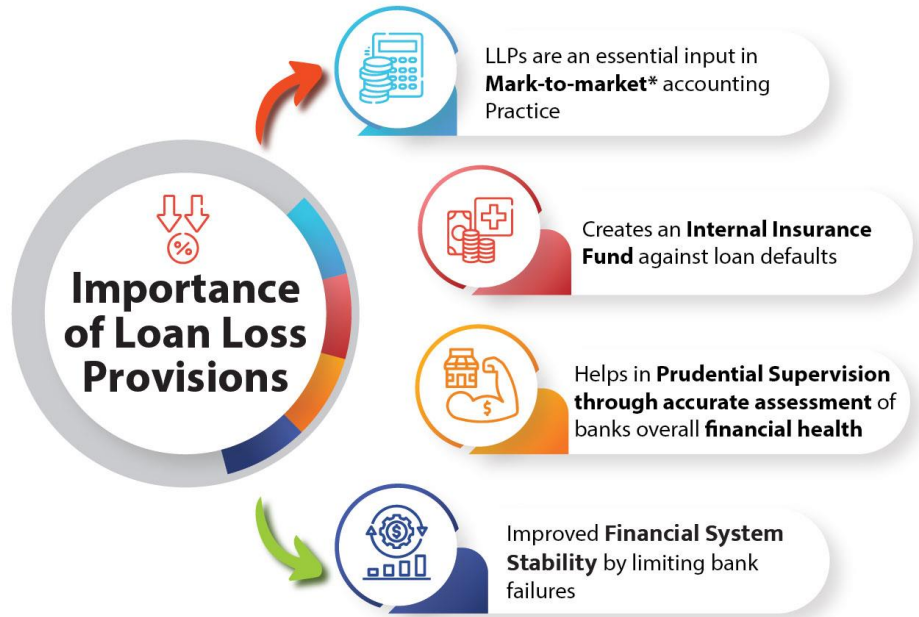 Importance
of Loan Loss
Provisions
LLPs are an essential input in
Mark-to-market* accounting
Practice
Creates an Internal Insurance
Fund against loan defaults
Helps in Prudential Supervision
through accurate assessment of
banks overall financial health
Improved Financial System
Stability by limiting bank
failures